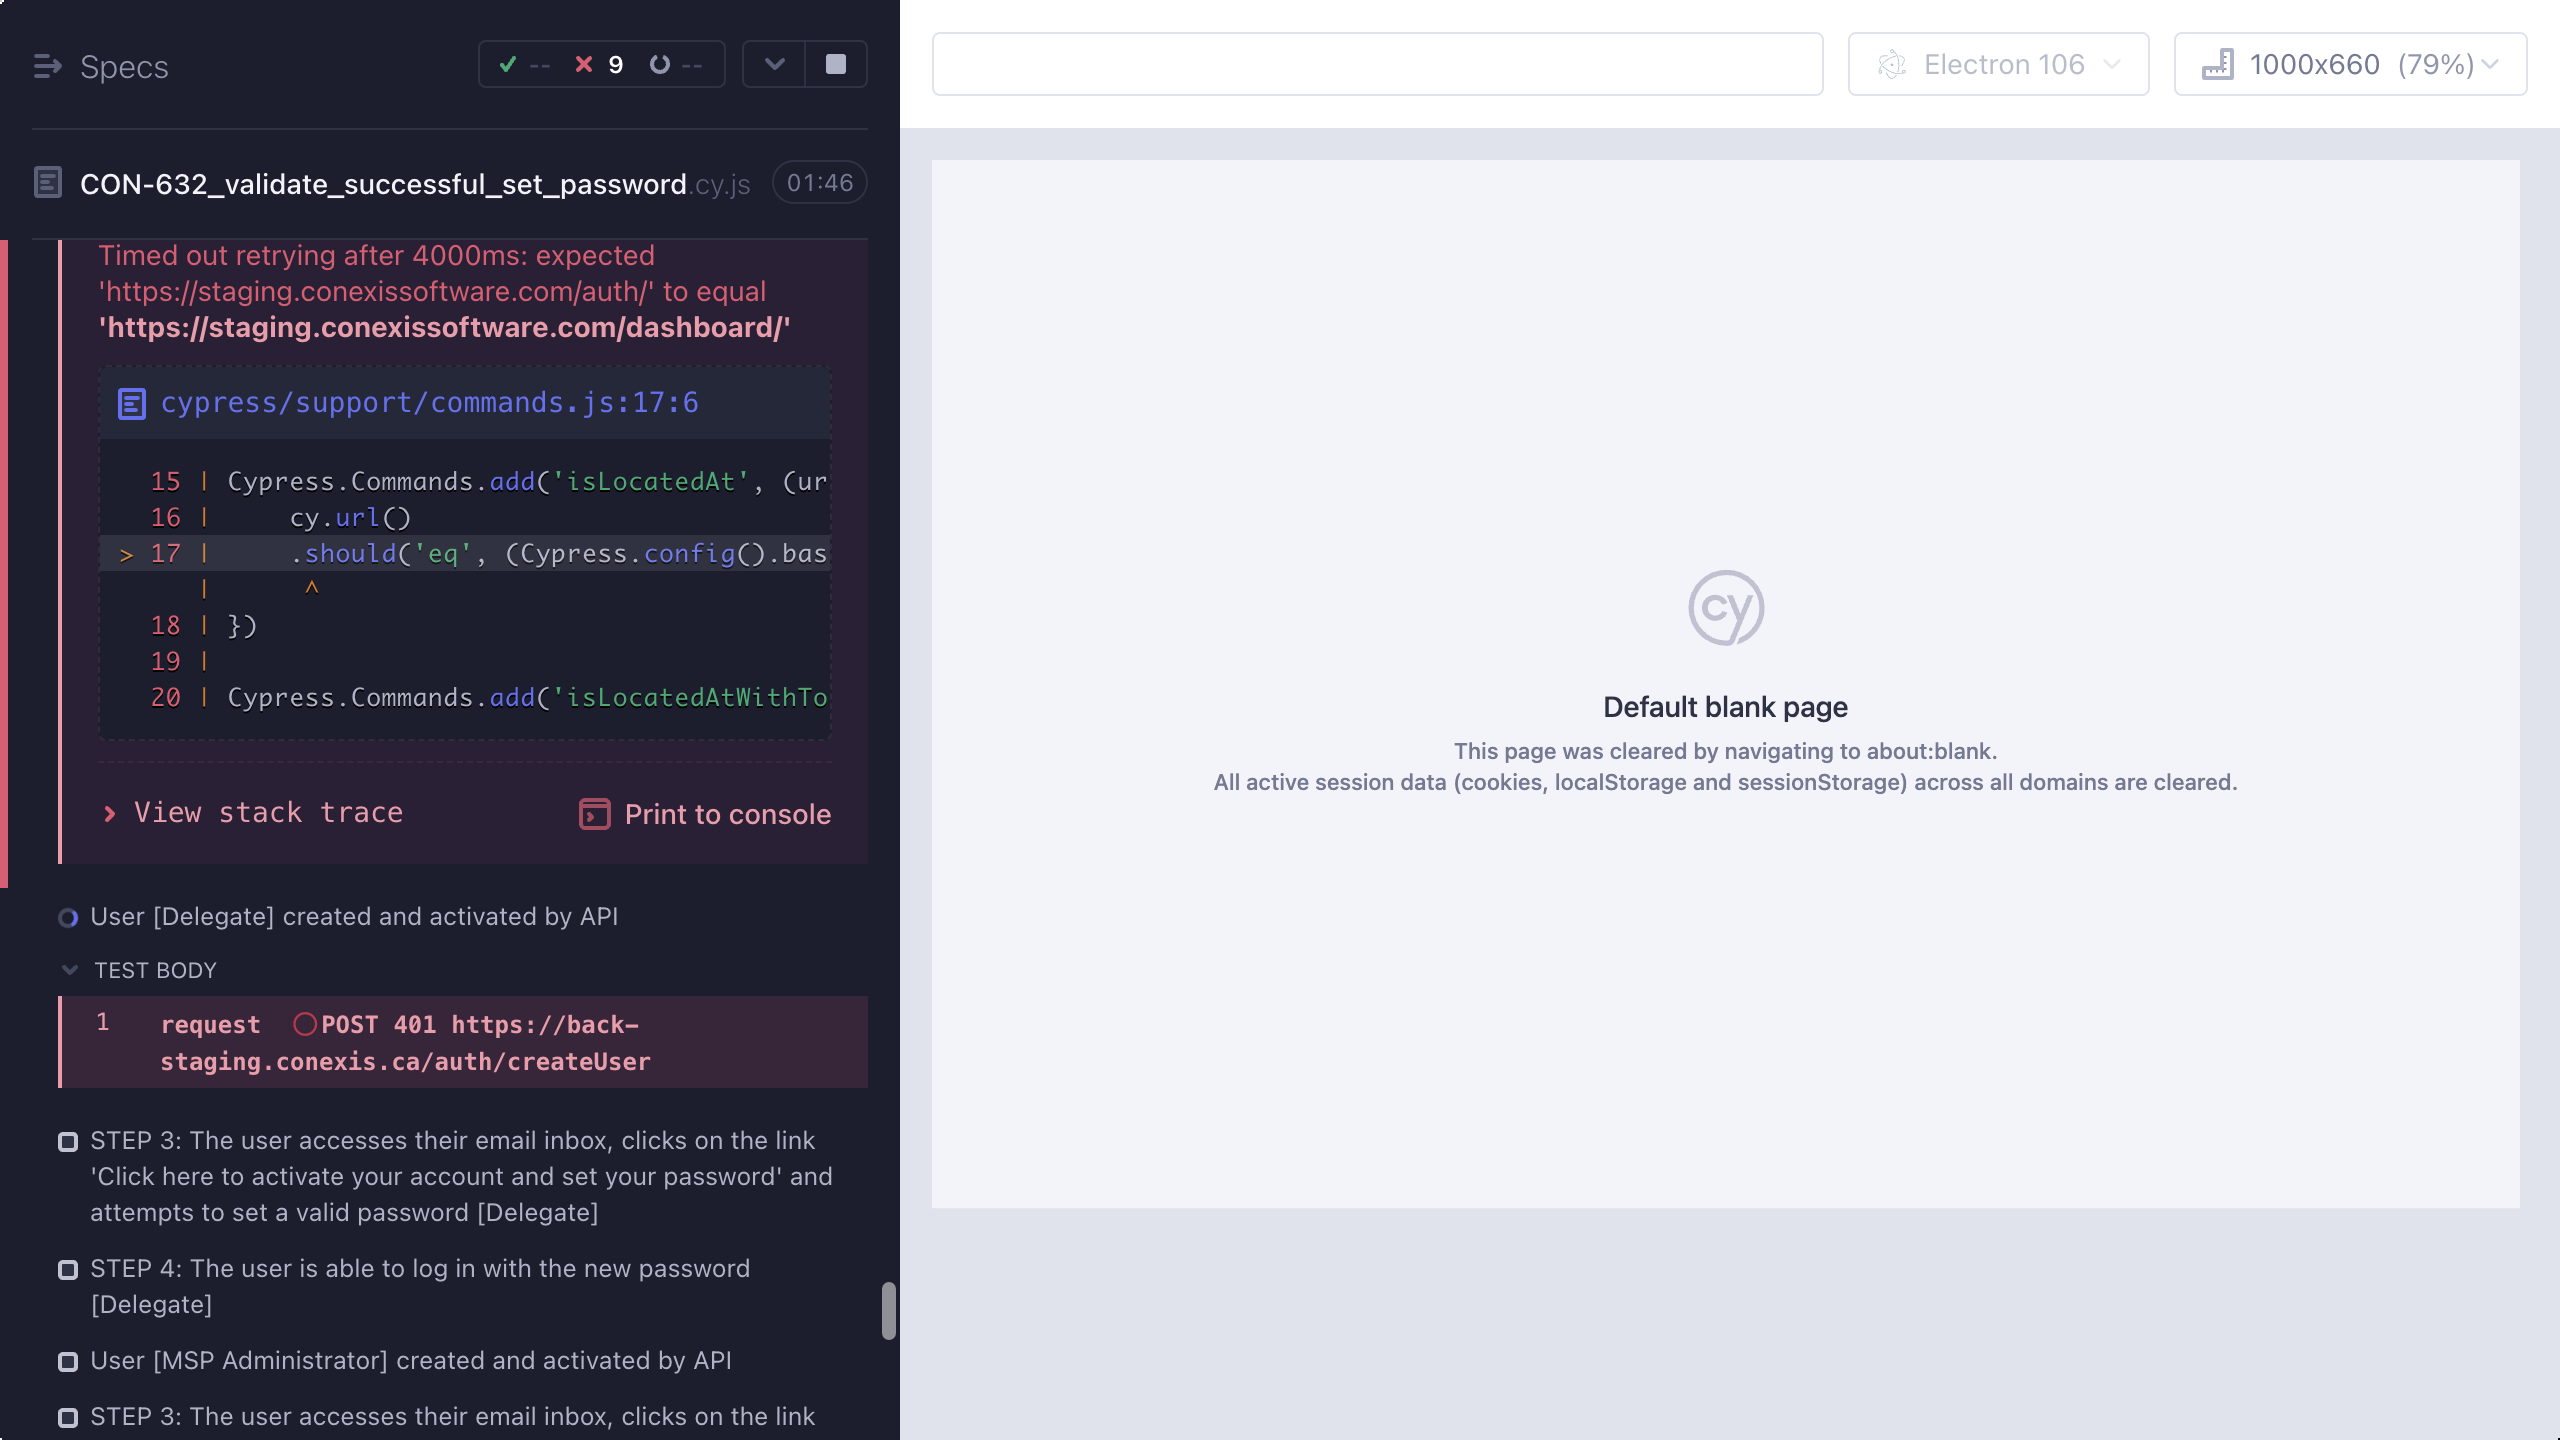 Specs
-- 9 --
CON-632_validate_successful_set_password.cy.js 01:46
Timed out retrying after 4000ms: expected
'https://staging.conexissoftware.com/auth/' to equal
'https://staging.conexissoftware.com/dashboard/'
cypress/support/commands.js:17:6
15 | Cypress.Commands.add('isLocatedAt', (ur
16 |     cy.url()
> 17 |     .should('eq', (Cypress.config().bas
|      ^
18 | })
19 |
20 | Cypress.Commands.add('isLocatedAtWithTo
View stack trace
Print to console
User [Delegate] created and activated by API
TEST BODY
1 request POST 401 https://back-
staging.conexis.ca/auth/createUser
STEP 3: The user accesses their email inbox, clicks on the link
'Click here to activate your account and set your password' and
attempts to set a valid password [Delegate]
STEP 4: The user is able to log in with the new password
[Delegate]
User [MSP Administrator] created and activated by API
STEP 3: The user accesses their email inbox, clicks on the link
Electron 106
1000x660 (79%)
cy
Default blank page
This page was cleared by navigating to about:blank.
All active session data (cookies, localStorage and sessionStorage) across all domains are cleared.